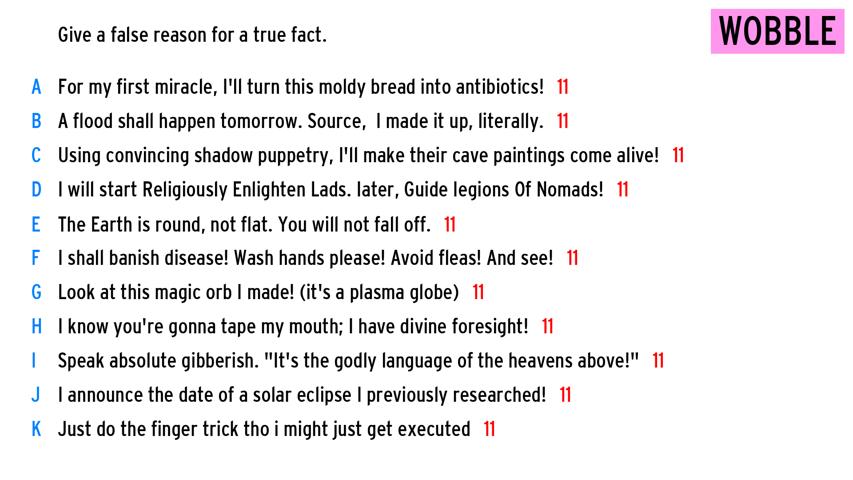 Give a false reason for a true fact.
WOBBLE
A For my first miracle, I'll turn this moldy bread into antibiotics! 11
B A flood shall happen tomorrow. Source,  I made it up, literally. 11
C Using convincing shadow puppetry, I'll make their cave paintings come alive! 11
D I will start Religiously Enlighten Lads. later, Guide legions Of Nomads! 11
E The Earth is round, not flat. You will not fall off. 11
F I shall banish disease! Wash hands please! Avoid fleas! And see! 11
G Look at this magic orb I made! (it's a plasma globe) 11
H I know you're gonna tape my mouth; I have divine foresight! 11
I Speak absolute gibberish. "It's the godly language of the heavens above!" 11
J I announce the date of a solar eclipse I previously researched! 11
K Just do the finger trick tho i might just get executed 11